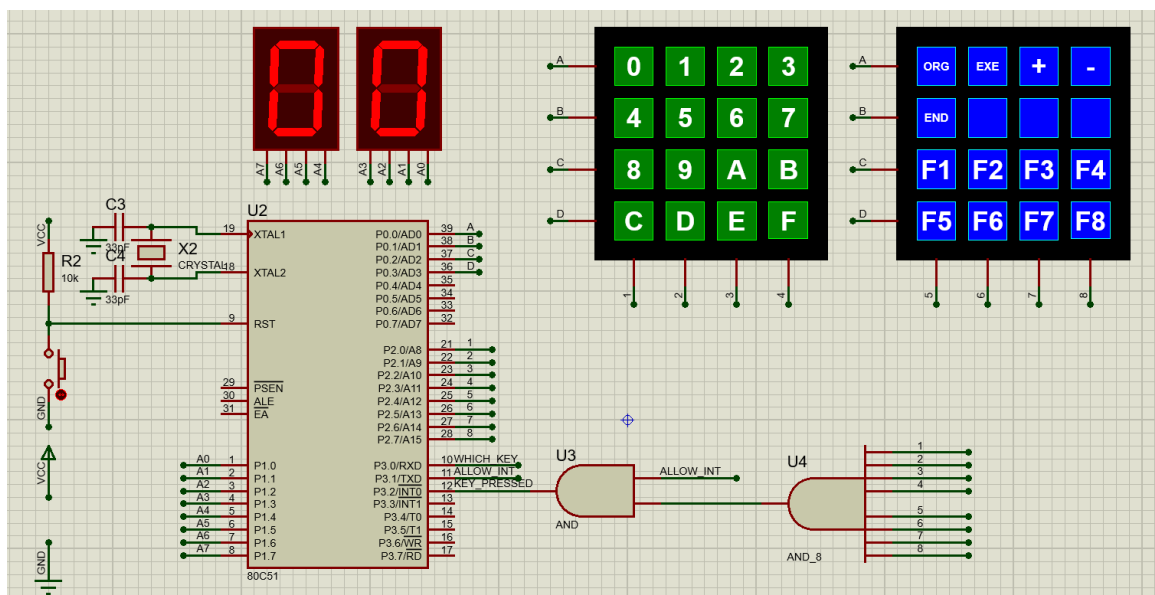 0 0
A7 A6 A5 A4 A3 A2 A1 A0
A 0 1 2 3
B 4 5 6 7
C 8 9 A B
D C D E F
1 2 3 4
A ORG EXE + -
B END
C F1 F2 F3 F4
D F5 F6 F7 F8
5 6 7 8
VCC
R2
10k
GND
VCC
GND
C3
33pF
C4
33pF
X2
CRYSTAL
U2
19 XTAL1
18 XTAL2
9 RST
29 PSEN
30 ALE
31 EA
A0 1 P1.0
A1 2 P1.1
A2 3 P1.2
A3 4 P1.3
A4 5 P1.4
A5 6 P1.5
A6 7 P1.6
A7 8 P1.7
P0.0/AD0 39 A
P0.1/AD1 38 B
P0.2/AD2 37 C
P0.3/AD3 36 D
P0.4/AD4 35
P0.5/AD5 34
P0.6/AD6 33
P0.7/AD7 32
P2.0/A8 21 1
P2.1/A9 22 2
P2.2/A10 23 3
P2.3/A11 24 4
P2.4/A12 25 5
P2.5/A13 26 6
P2.6/A14 27 7
P2.7/A15 28 8
P3.0/RXD 10 WHICH_KEY
P3.1/TXD 11 ALLOW_INT
P3.2/INT0 12 KEY_PRESSED
P3.3/INT1 13
P3.4/T0 14
P3.5/T1 15
P3.6/WR 16
P3.7/RD 17
80C51
U3
AND
ALLOW_INT
U4
AND_8
1
2
3
4
5
6
7
8